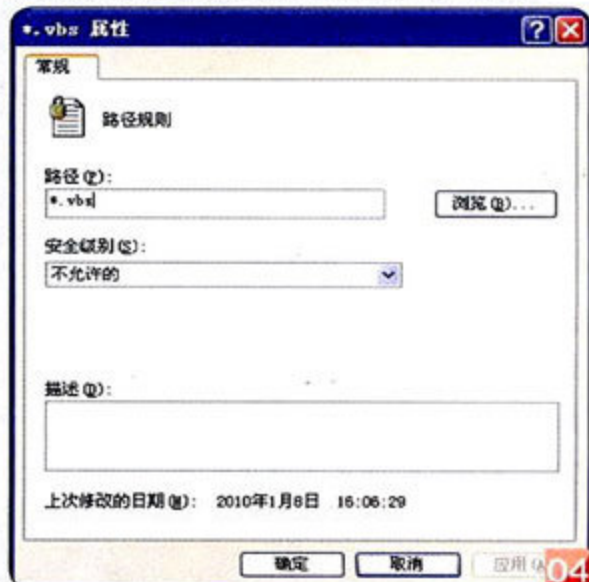 *.vbs 属性
常规
路径规则
路径(P):
*.vbs
浏览(B)...
安全级别(S):
不允许的
描述(D):
上次修改的日期(M): 2010年1月8日 16:06:29
确定
取消
应用(A
04